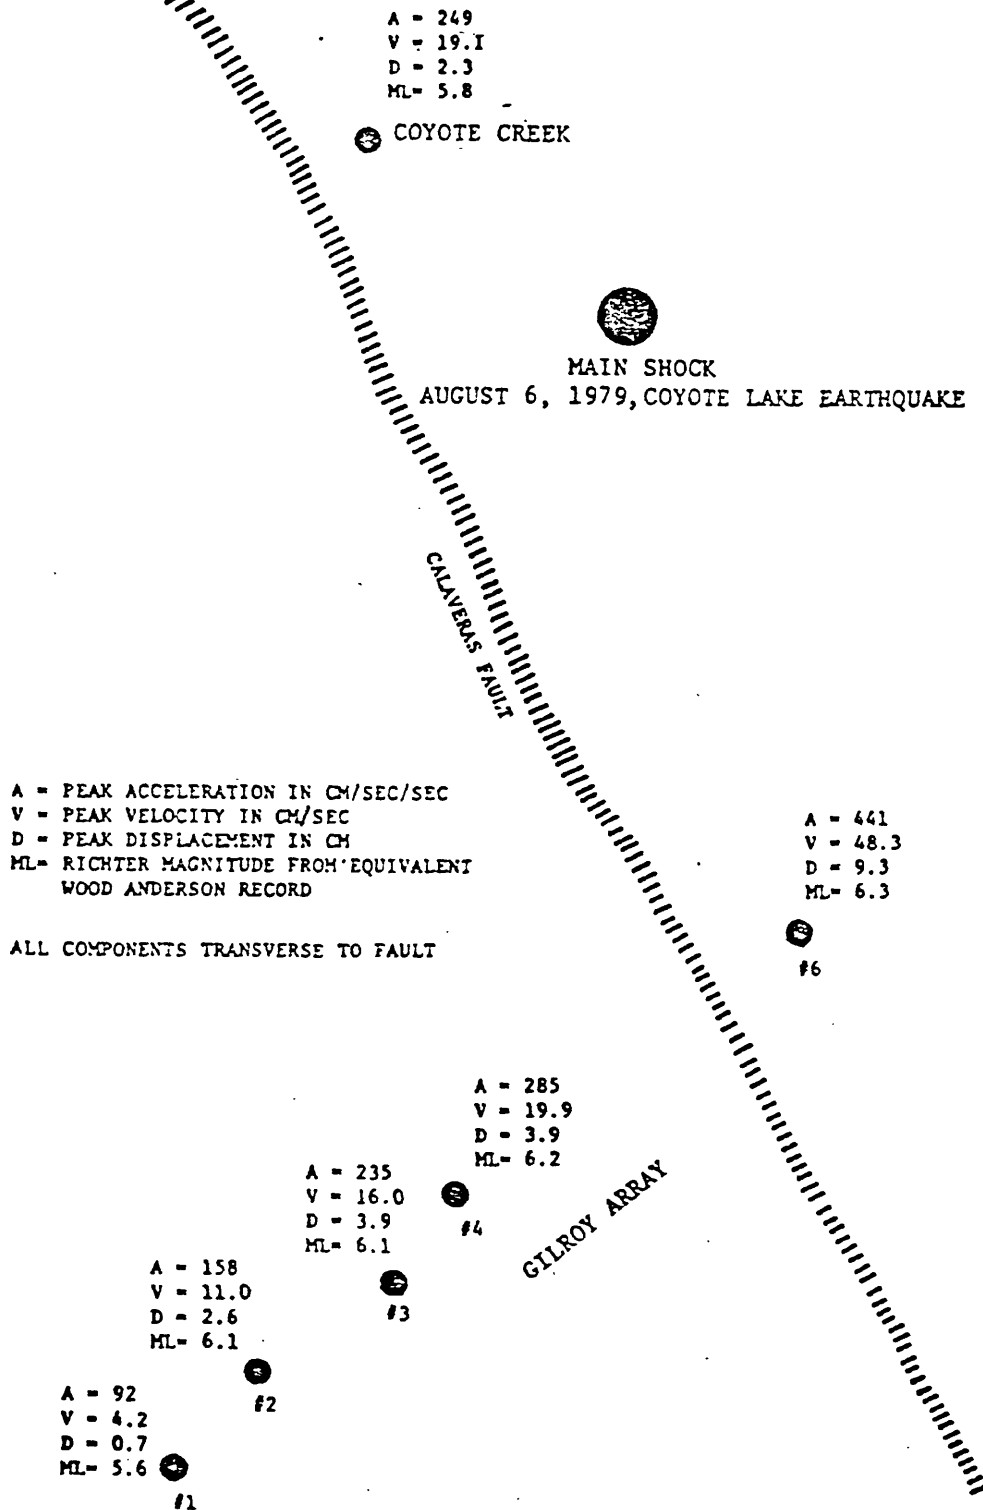 A = 249
V = 19.1
D = 2.3
ML= 5.8
COYOTE CREEK
MAIN SHOCK
AUGUST 6, 1979, COYOTE LAKE EARTHQUAKE
CALAVERAS FAULT
A = PEAK ACCELERATION IN CM/SEC/SEC
V = PEAK VELOCITY IN CM/SEC
D = PEAK DISPLACEMENT IN CM
ML= RICHTER MAGNITUDE FROM EQUIVALENT
WOOD ANDERSON RECORD
ALL COMPONENTS TRANSVERSE TO FAULT
A = 441
V = 48.3
D = 9.3
ML= 6.3
#6
A = 285
V = 19.9
D = 3.9
ML= 6.2
#4
GILROY ARRAY
A = 235
V = 16.0
D = 3.9
ML= 6.1
#3
A = 158
V = 11.0
D = 2.6
ML= 6.1
#2
A = 92
V = 4.2
D = 0.7
ML= 5.6
#1